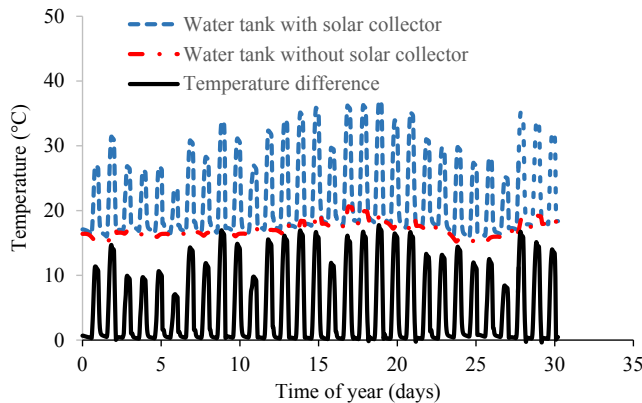 50
Water tank with solar collector
Water tank without solar collector
40
Temperature difference
30
Temperature (°C)
20
10
0
0 5 10 15 20 25 30 35
Time of year (days)